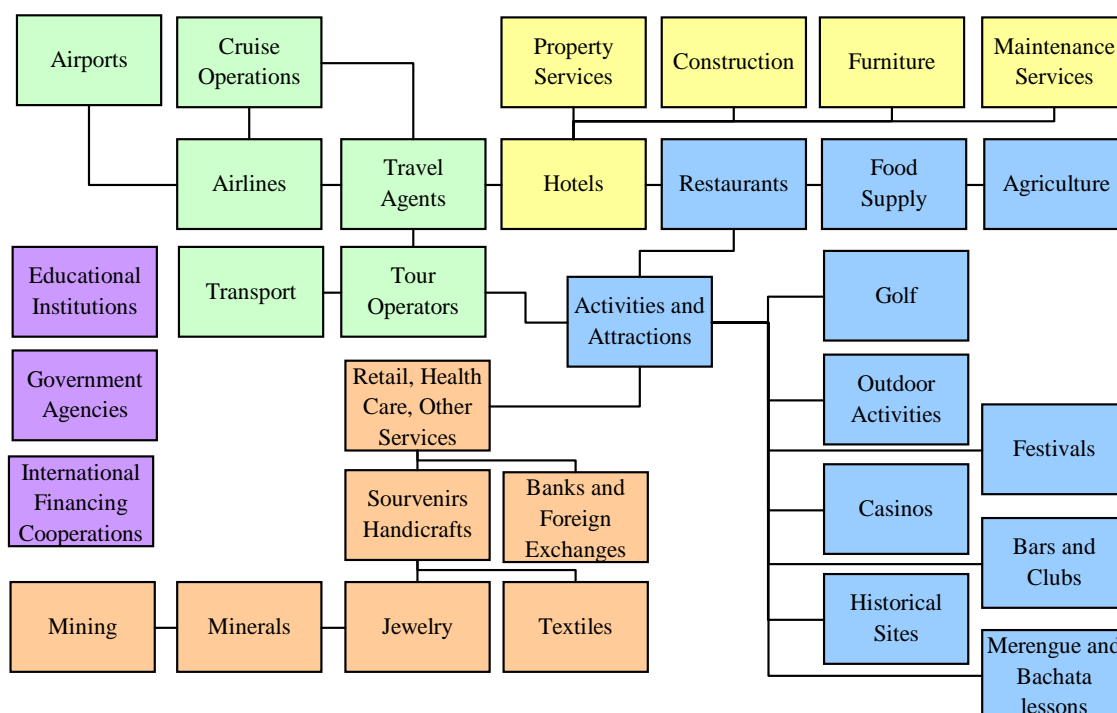 Airports
Cruise
Operations
Property
Services
Construction
Furniture
Maintenance
Services
Airlines
Travel
Agents
Hotels
Restaurants
Food
Supply
Agriculture
Educational
Institutions
Transport
Tour
Operators
Activities and
Attractions
Golf
Government
Agencies
Retail, Health
Care, Other
Services
Outdoor
Activities
Festivals
International
Financing
Cooperations
Sourvenirs
Handicrafts
Banks and
Foreign
Exchanges
Casinos
Bars and
Clubs
Mining
Minerals
Jewelry
Textiles
Historical
Sites
Merengue and
Bachata
lessons